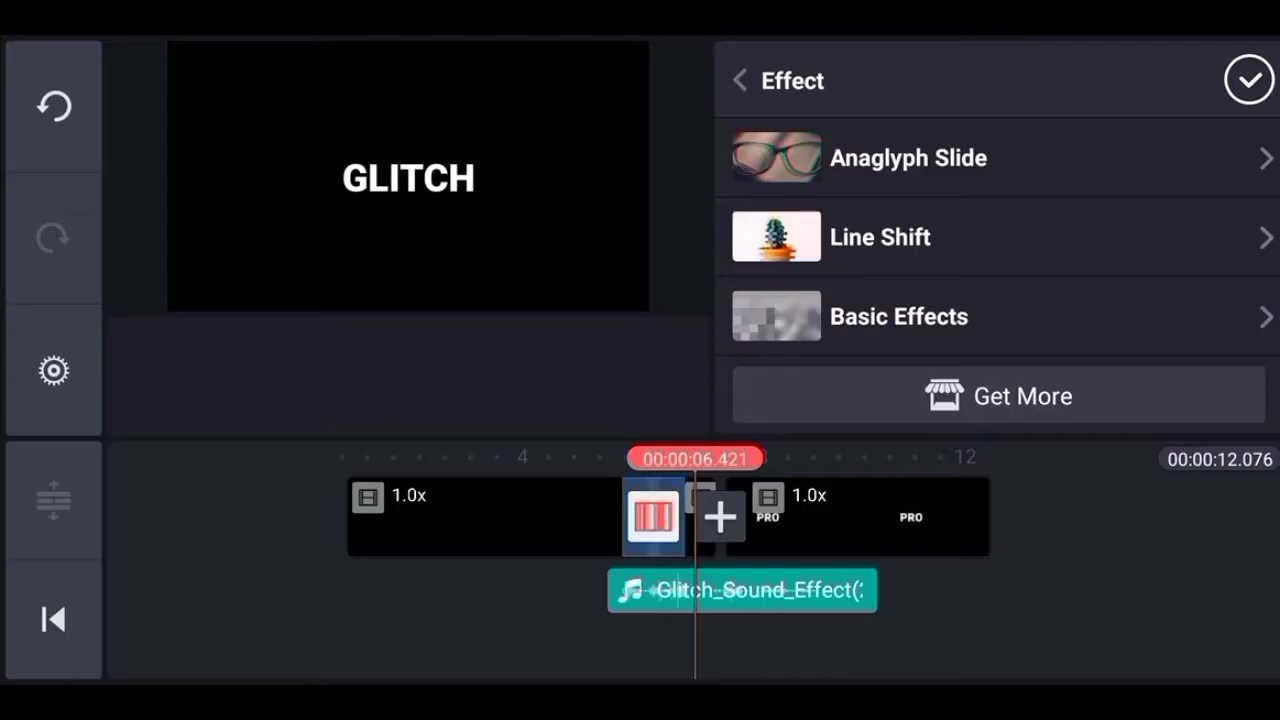 Effect
GLITCH
Anaglyph Slide
Line Shift
Basic Effects
Get More
4
00:00:06.421
12
00:00:12.076
1.0x
1.0x
PRO
PRO
Glitch_Sound_Effect(